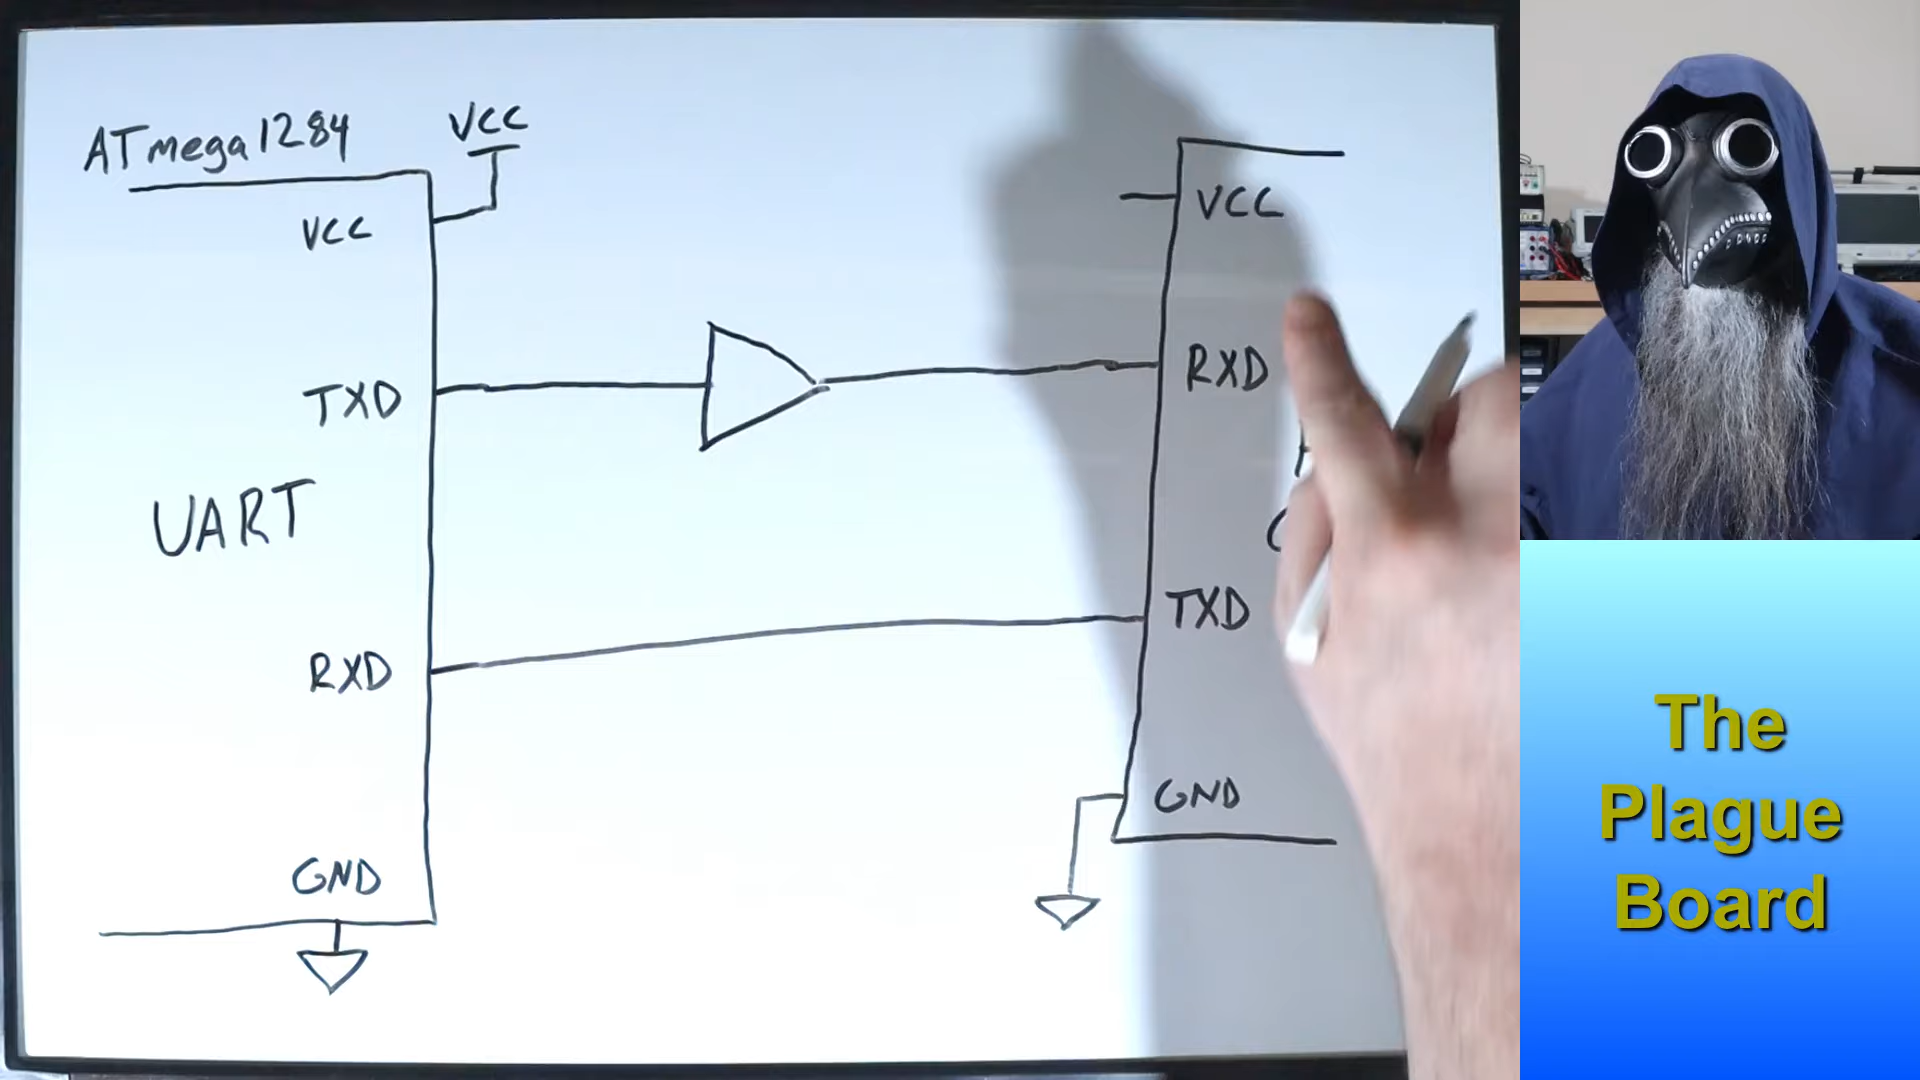 ATmega1284
VCC
VCC
TXD
UART
RXD
GND
VCC
RXD
TXD
GND
The
Plague
Board